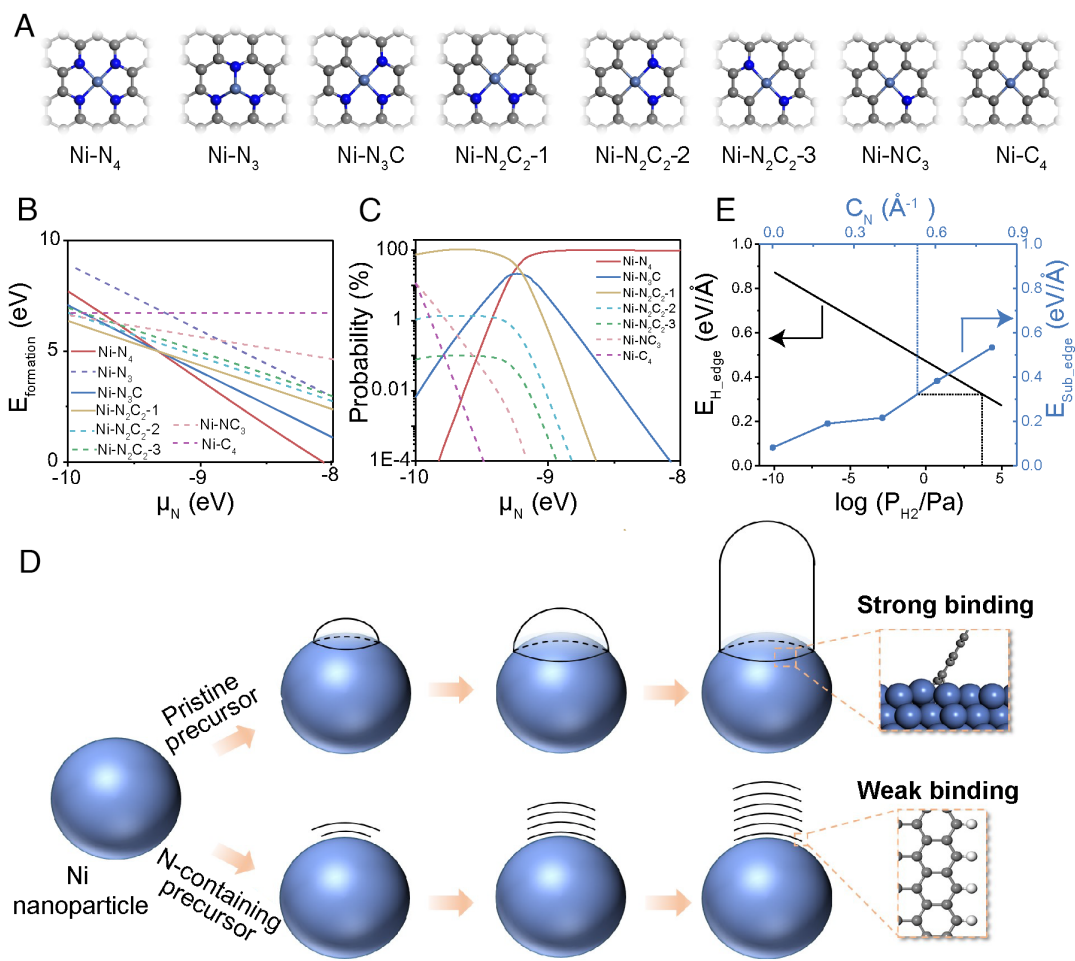 A
Ni-N4
Ni-N3
Ni-N3C
Ni-N2C2-1
Ni-N2C2-2
Ni-N2C2-3
Ni-NC3
Ni-C4
B
Eformation (eV)
10
5
0
Ni-N4
Ni-N3
Ni-N3C
Ni-N2C2-1
Ni-N2C2-2
Ni-N2C2-3
Ni-NC3
Ni-C4
-10
-9
-8
μN (eV)
C
Probability (%)
100
1
0.01
1E-4
Ni-N4
Ni-N3C
Ni-N2C2-1
Ni-N2C2-2
Ni-N2C2-3
Ni-NC3
Ni-C4
-10
-9
-8
μN (eV)
E
CN (Å-1)
0.0
0.3
0.6
0.9
EH_edge (eV/Å)
1.0
0.8
0.6
0.4
0.2
0.0
1.0
0.8
0.6
0.4
0.2
0.0
ESub_edge (eV/Å)
-10
-5
0
5
log (PH2/Pa)
D
Pristine
precursor
Strong binding
Ni
nanoparticle
N-containing
precursor
Weak binding